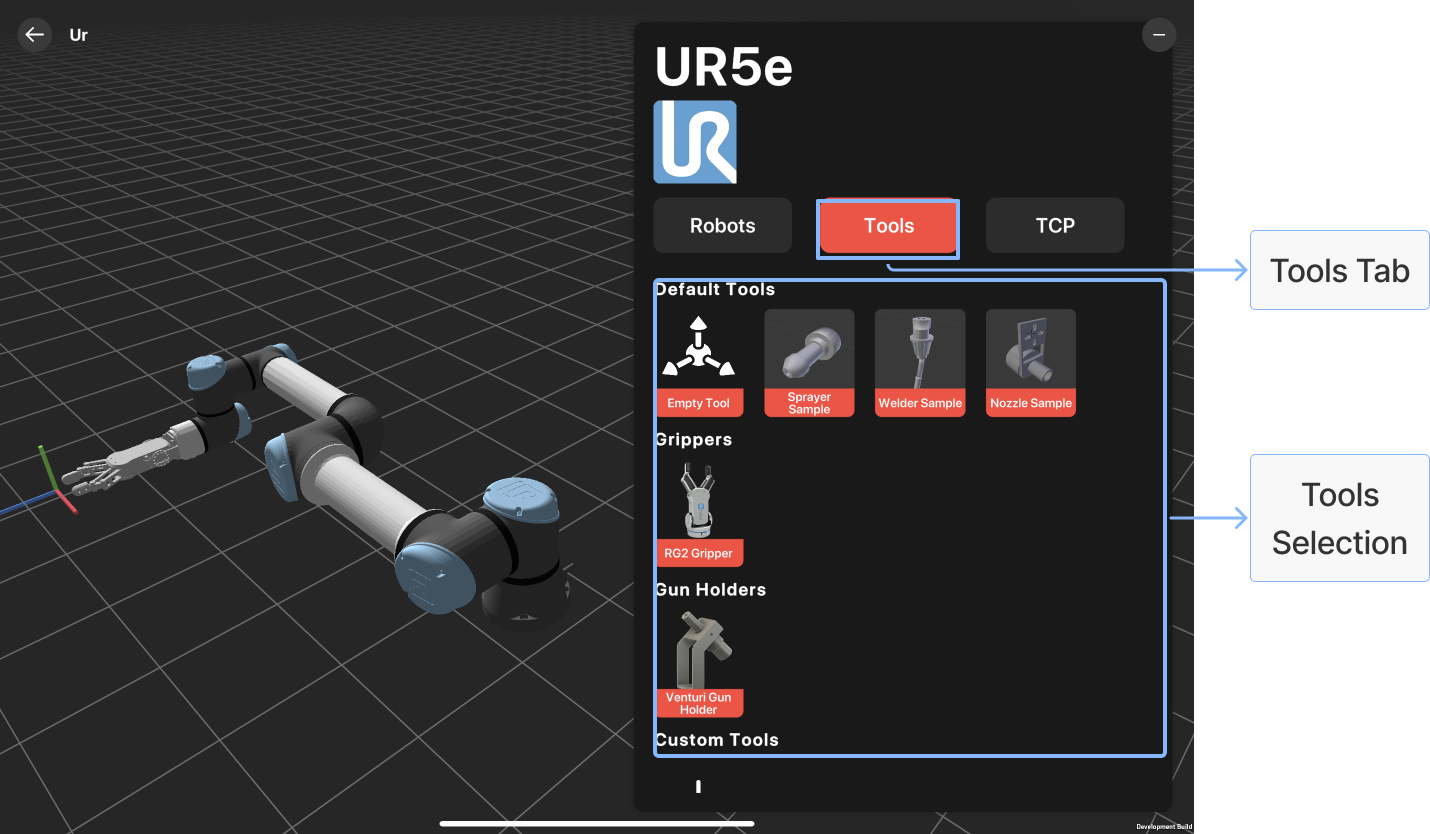 Ur
UR5e
UR
Robots
Tools
TCP
Default Tools
Empty Tool
Sprayer
Sample
Welder Sample
Nozzle Sample
Grippers
RG2 Gripper
Gun Holders
Venturi Gun
Holder
Custom Tools
Development Build
Tools Tab
Tools
Selection